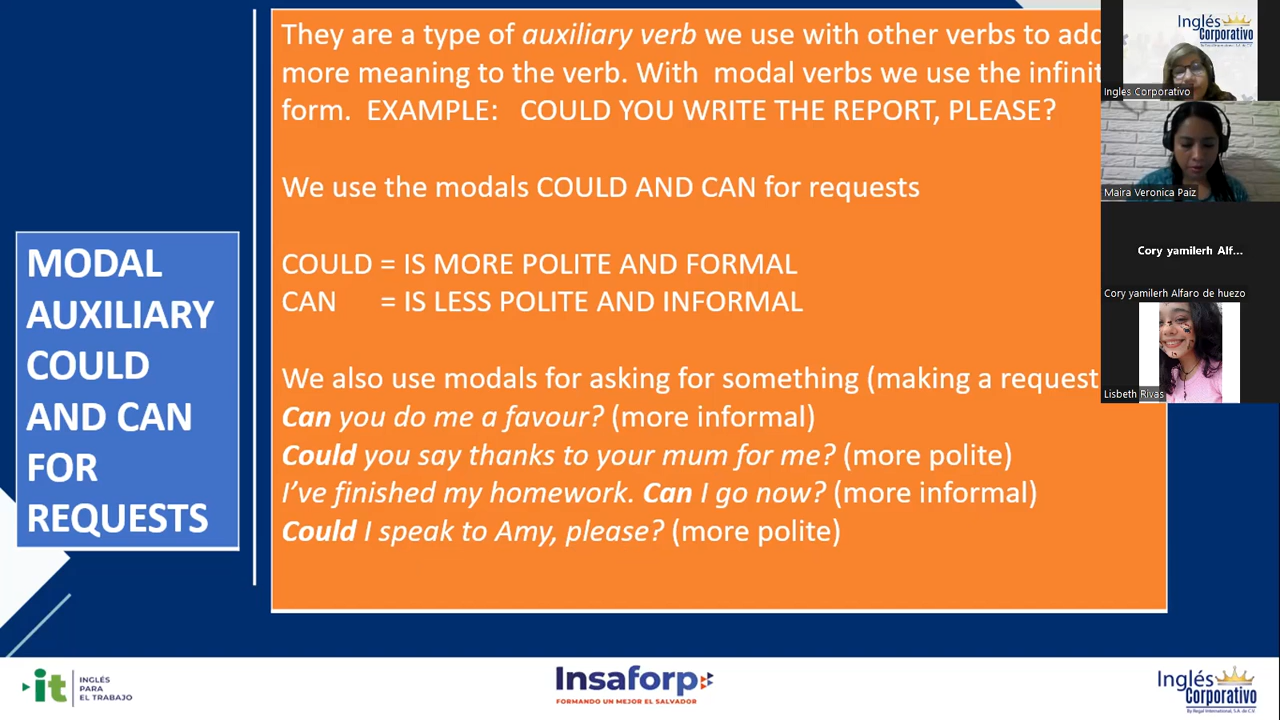 They are a type of auxiliary verb we use with other verbs to add
more meaning to the verb. With modal verbs we use the infinit
form. EXAMPLE: COULD YOU WRITE THE REPORT, PLEASE?
We use the modals COULD AND CAN for requests
COULD = IS MORE POLITE AND FORMAL
CAN = IS LESS POLITE AND INFORMAL
We also use modals for asking for something (making a request
Can you do me a favour? (more informal)
Could you say thanks to your mum for me? (more polite)
I've finished my homework. Can I go now? (more informal)
Could I speak to Amy, please? (more polite)
MODAL
AUXILIARY
COULD
AND CAN
FOR
REQUESTS
Inglés
Corporativo
Ingles Corporativo
Maira Veronica Paiz
Cory yamilerh Alf...
Cory yamilerh Alfaro de huezo
Lisbeth Rivas
it
INGLÉS
PARA
EL TRABAJO
Insaforp
FORMANDO UN MEJOR EL SALVADOR
Inglés
Corporativo
By Regal International, S.A. de C.V.